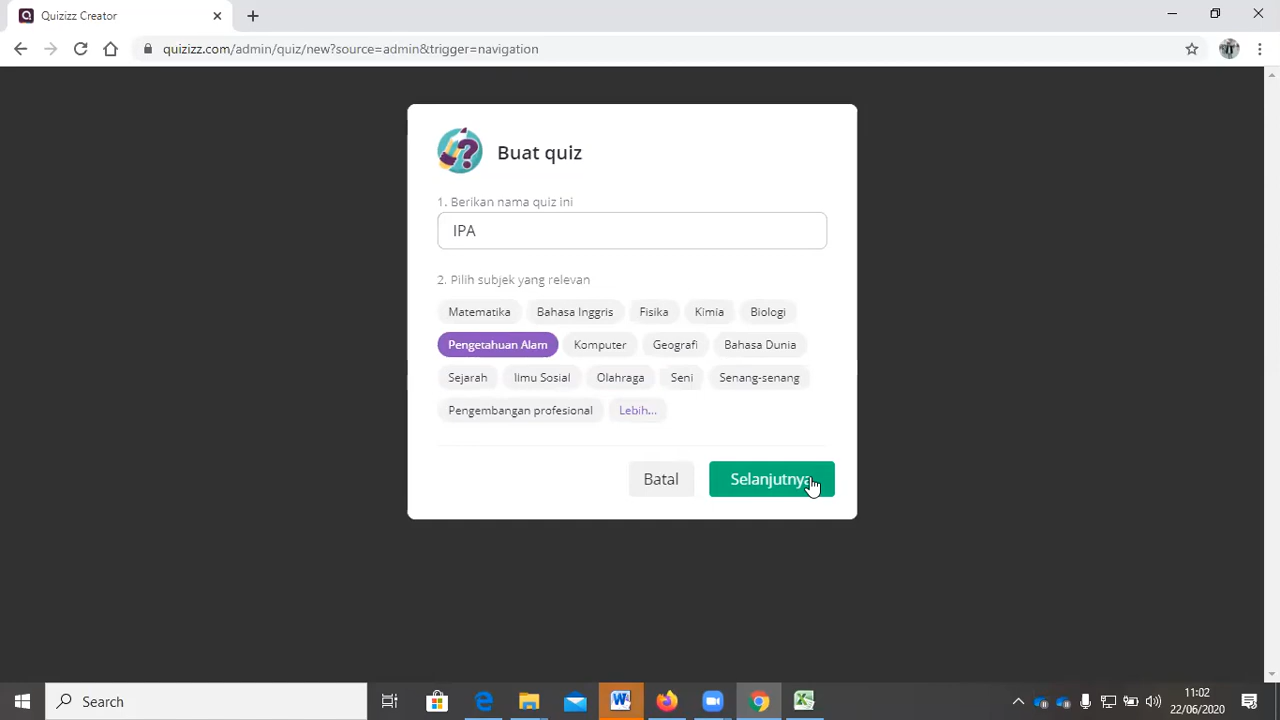 Quizizz Creator
quizizz.com/admin/quiz/new?source=admin&trigger=navigation
Buat quiz
1. Berikan nama quiz ini
IPA
2. Pilih subjek yang relevan
Matematika Bahasa Inggris Fisika Kimia Biologi
Pengetahuan Alam Komputer Geografi Bahasa Dunia
Sejarah Ilmu Sosial Olahraga Seni Senang-senang
Pengembangan profesional Lebih...
Batal Selanjutnya
Search
11:02
22/06/2020